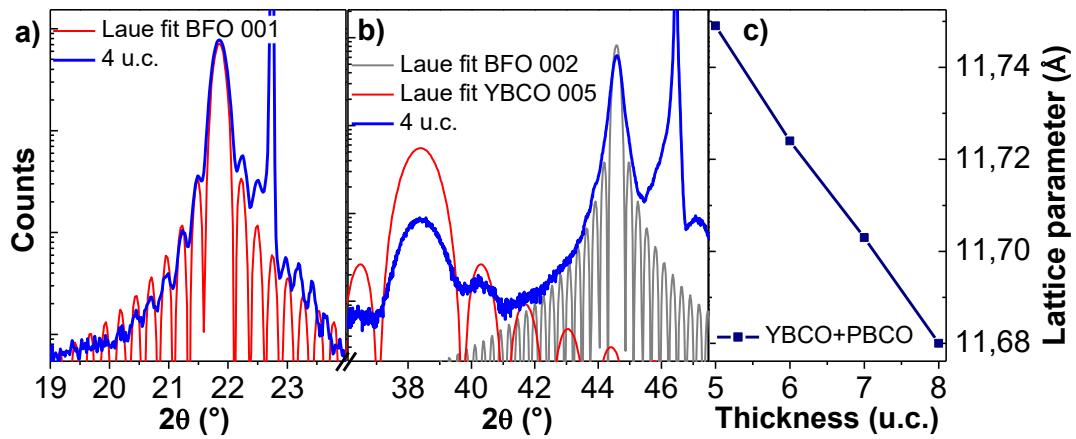 a)
Laue fit BFO 001
4 u.c.
Counts
19 20 21 22 23
2θ (°)
b)
Laue fit BFO 002
Laue fit YBCO 005
4 u.c.
38 40 42 44 46
2θ (°)
c)
YBCO+PBCO
5 6 7 8
Thickness (u.c.)
11,74
11,72
11,70
11,68
Lattice parameter (Å)